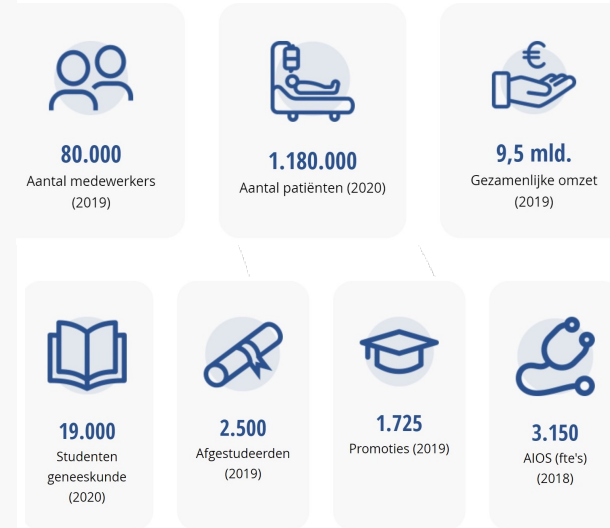 €
80.000
Aantal medewerkers
(2019)
1.180.000
Aantal patiënten (2020)
9,5 mld.
Gezamenlijke omzet
(2019)
19.000
Studenten
geneeskunde
(2020)
2.500
Afgestudeerden
(2019)
1.725
Promoties (2019)
3.150
AIOS (fte's)
(2018)